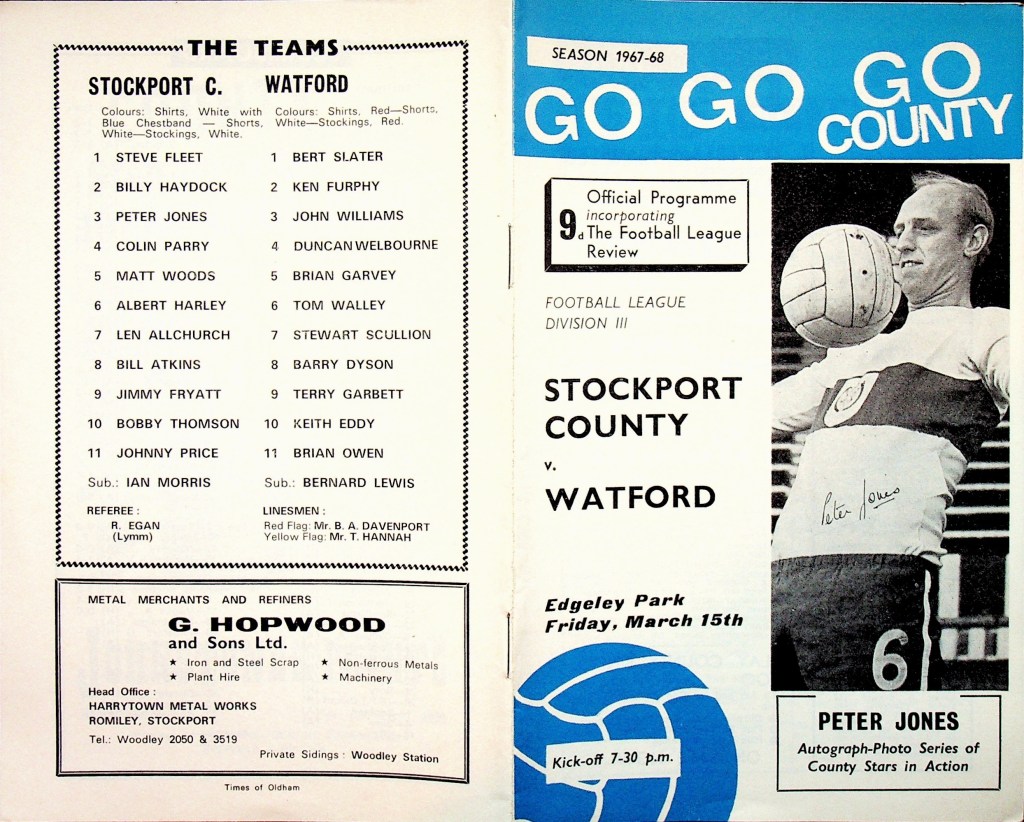 THE TEAMS
STOCKPORT C.
Colours: Shirts, White with
Blue Chestband — Shorts,
White—Stockings, White.
1 STEVE FLEET
2 BILLY HAYDOCK
3 PETER JONES
4 COLIN PARRY
5 MATT WOODS
6 ALBERT HARLEY
7 LEN ALLCHURCH
8 BILL ATKINS
9 JIMMY FRYATT
10 BOBBY THOMSON
11 JOHNNY PRICE
Sub.: IAN MORRIS
REFEREE :
R. EGAN
(Lymm)
WATFORD
Colours: Shirts, Red—Shorts,
White—Stockings, Red.
1 BERT SLATER
2 KEN FURPHY
3 JOHN WILLIAMS
4 DUNCAN WELBOURNE
5 BRIAN GARVEY
6 TOM WALLEY
7 STEWART SCULLION
8 BARRY DYSON
9 TERRY GARBETT
10 KEITH EDDY
11 BRIAN OWEN
Sub.: BERNARD LEWIS
LINESMEN :
Red Flag: Mr. B. A. DAVENPORT
Yellow Flag: Mr. T. HANNAH
METAL MERCHANTS AND REFINERS
G. HOPWOOD
and Sons Ltd.
★ Iron and Steel Scrap ★ Non-ferrous Metals
★ Plant Hire ★ Machinery
Head Office :
HARRYTOWN METAL WORKS
ROMILEY, STOCKPORT
Tel.: Woodley 2050 & 3519
Private Sidings : Woodley Station
Times of Oldham
SEASON 1967-68
GO GO GO
COUNTY
9d
Official Programme
incorporating
The Football League
Review
FOOTBALL LEAGUE
DIVISION III
STOCKPORT
COUNTY
v.
WATFORD
Edgeley Park
Friday, March 15th
Kick-off 7-30 p.m.
Peter Jones
6
PETER JONES
Autograph-Photo Series of
County Stars in Action